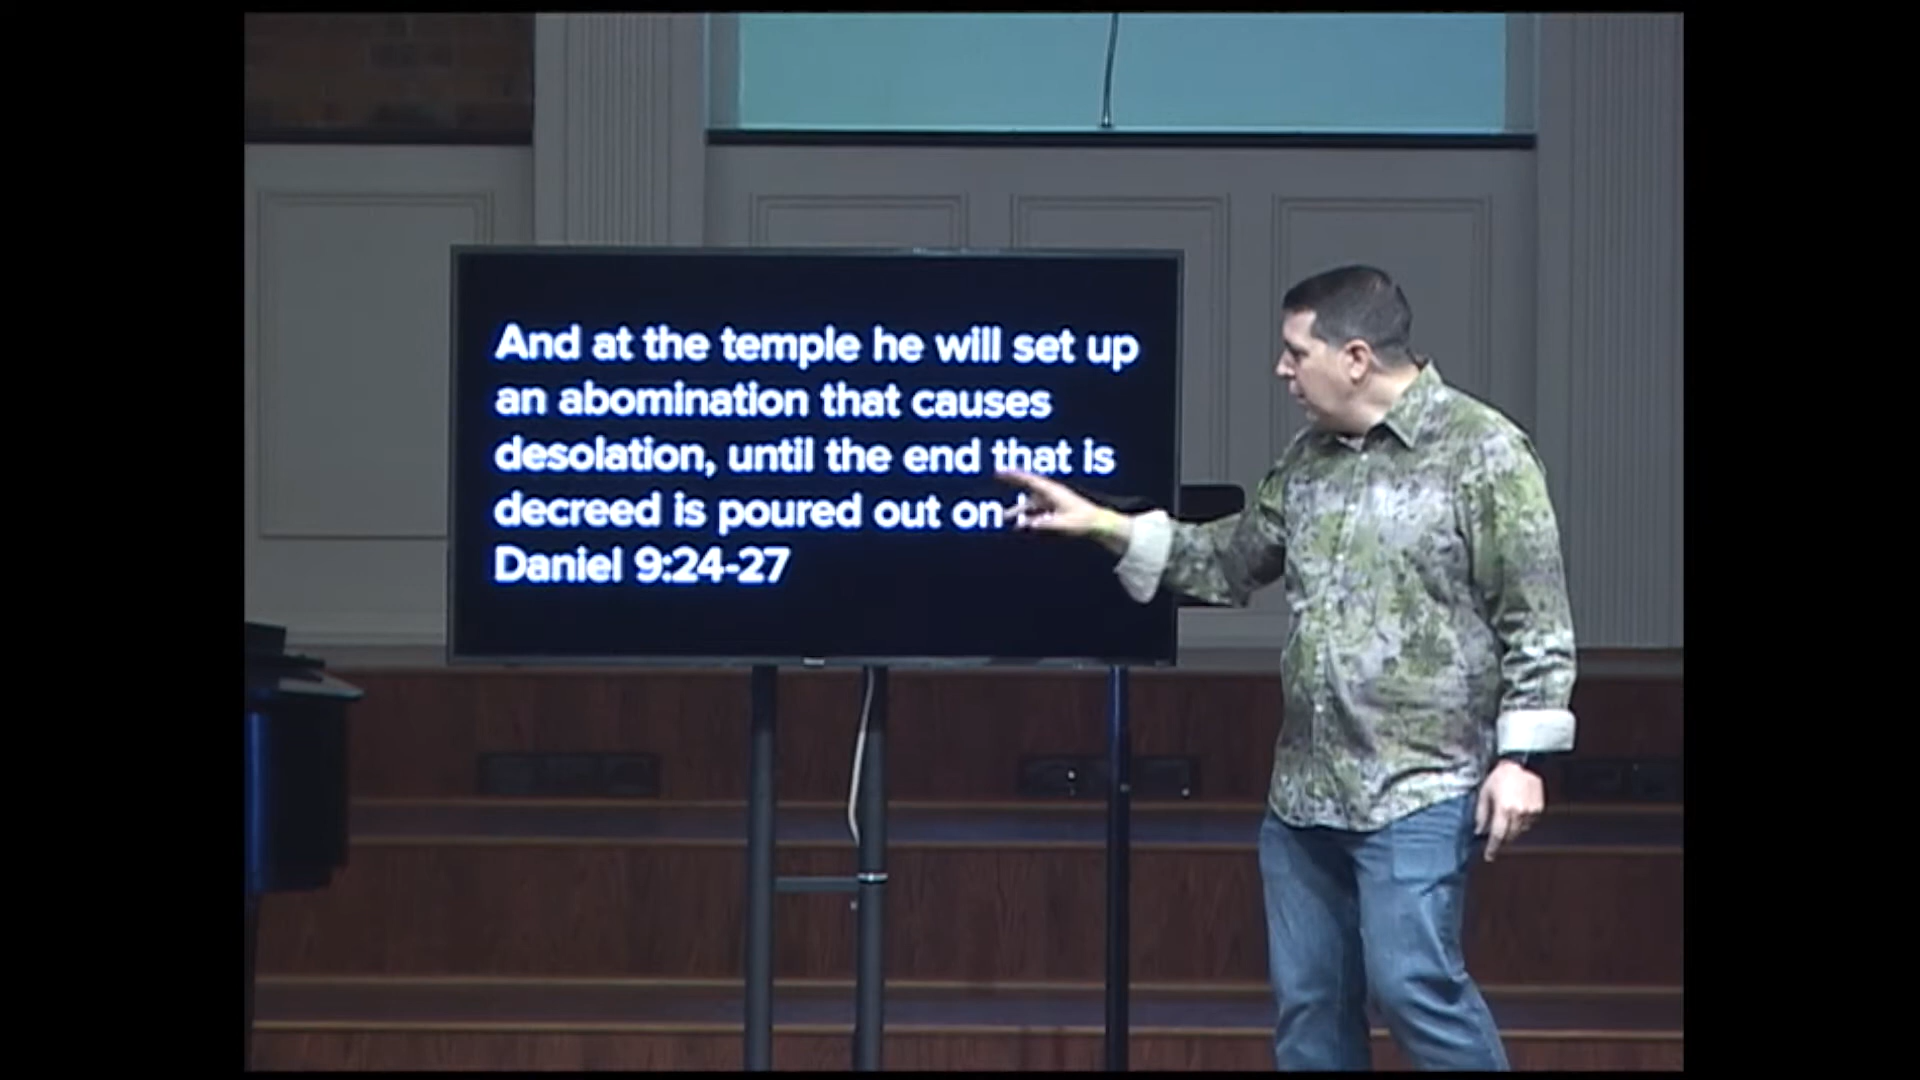 And at the temple he will set up
an abomination that causes
desolation, until the end that is
decreed is poured out on
Daniel 9:24-27